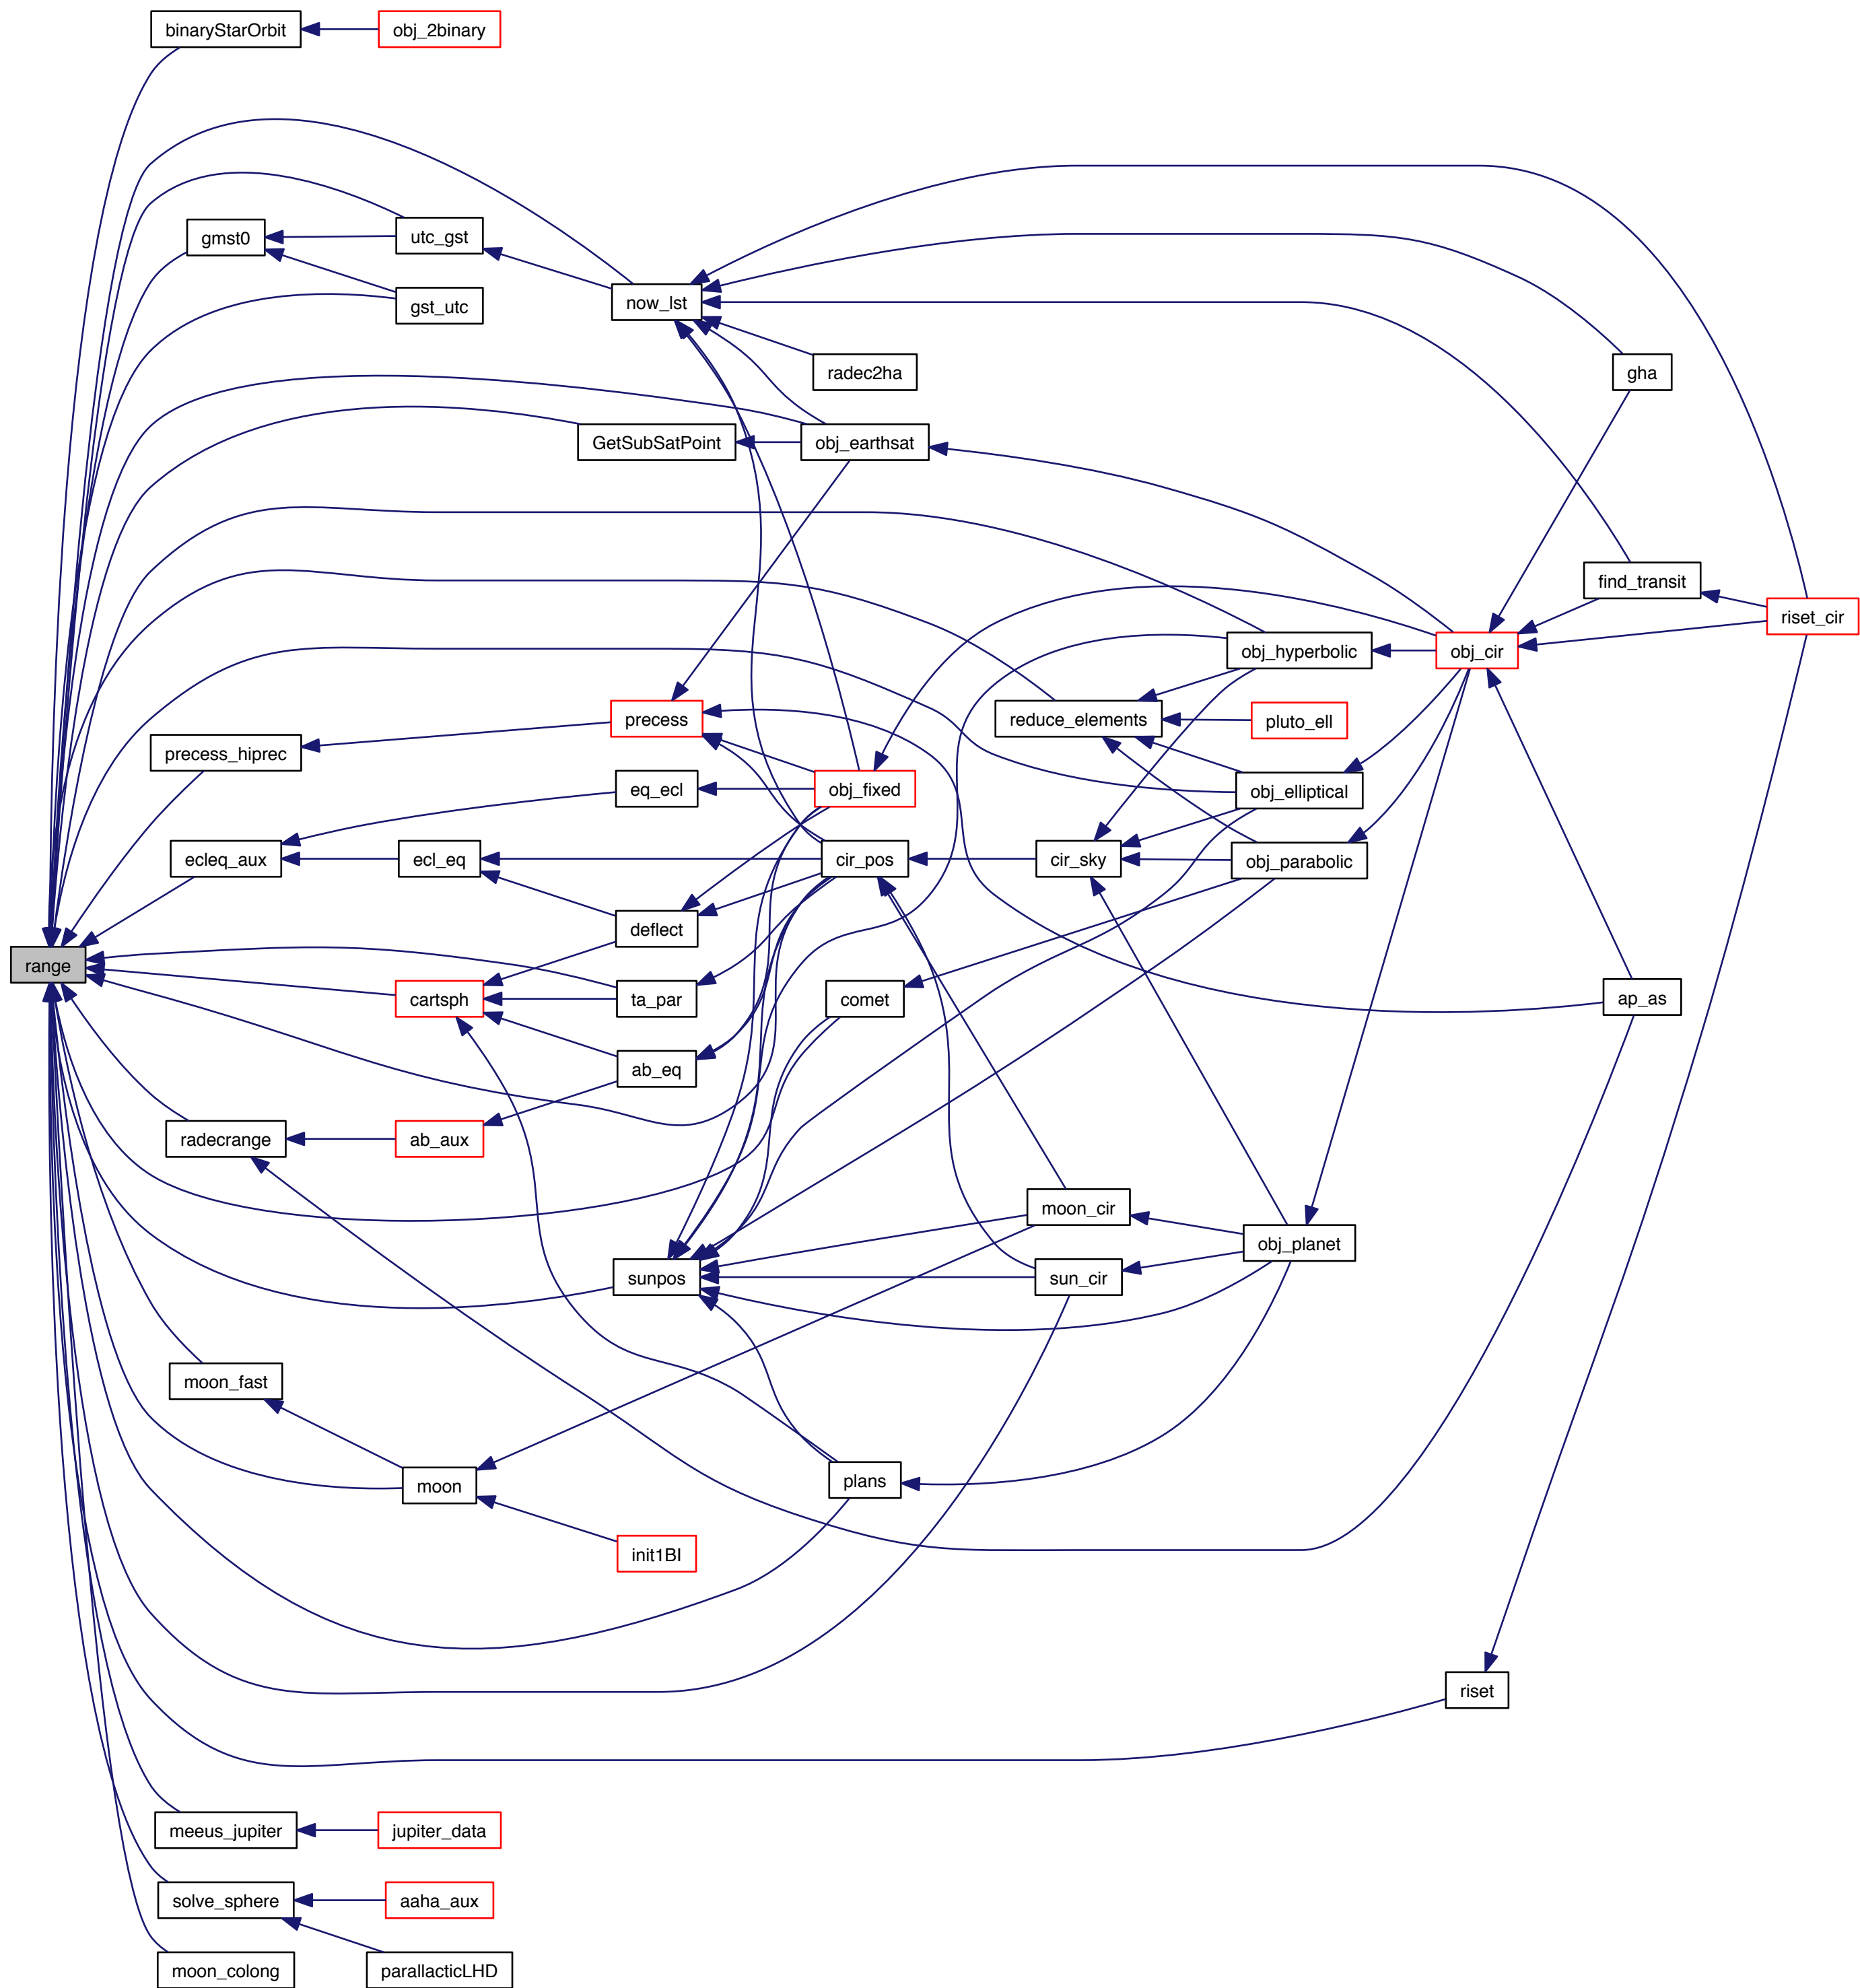 binaryStarOrbit
obj_2binary
gmst0
utc_gst
gst_utc
now_lst
radec2ha
gha
GetSubSatPoint
obj_earthsat
find_transit
riset_cir
obj_hyperbolic
obj_cir
precess
reduce_elements
pluto_ell
precess_hiprec
eq_ecl
obj_fixed
obj_elliptical
ecleq_aux
ecl_eq
cir_pos
cir_sky
obj_parabolic
deflect
range
cartsph
ta_par
comet
ap_as
ab_eq
radecrange
ab_aux
moon_cir
obj_planet
sunpos
sun_cir
moon_fast
moon
plans
init1BI
riset
meeus_jupiter
jupiter_data
solve_sphere
aaha_aux
moon_colong
parallacticLHD